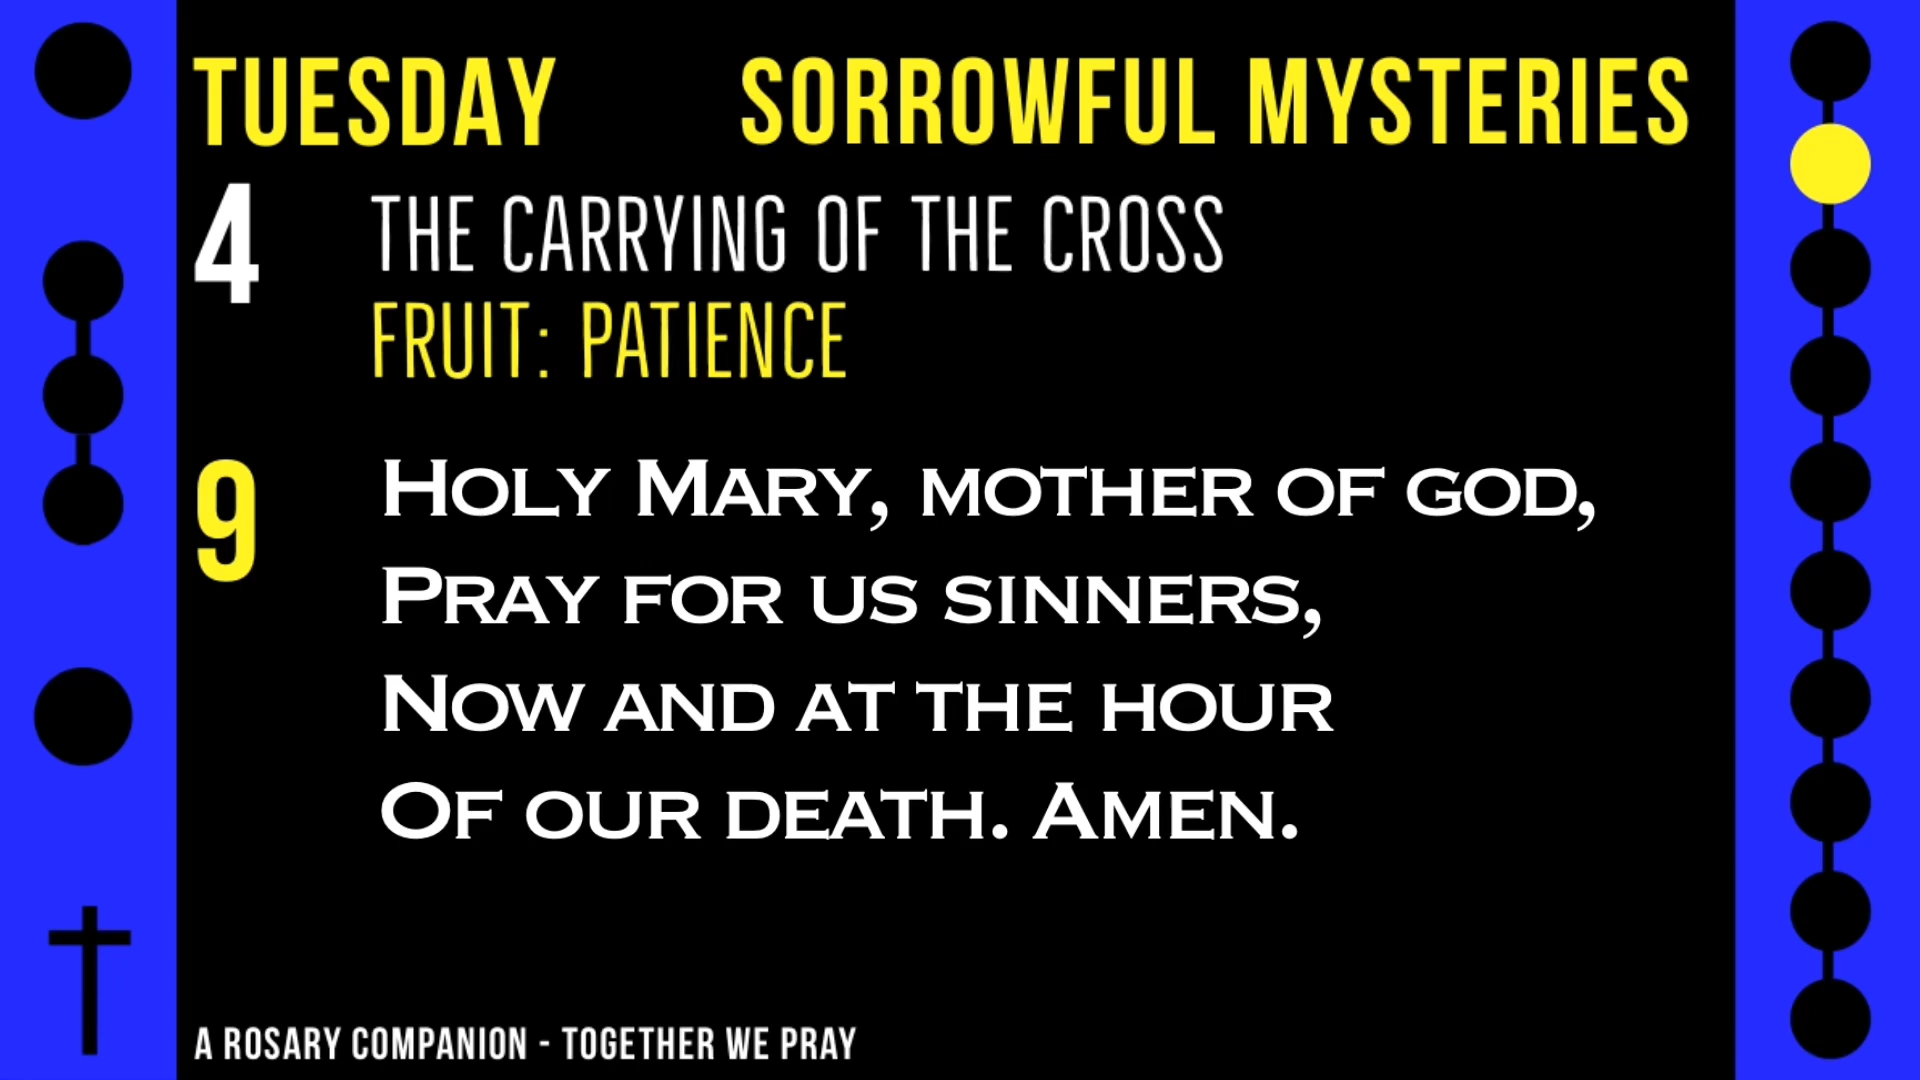 TUESDAY SORROWFUL MYSTERIES
4 THE CARRYING OF THE CROSS
FRUIT: PATIENCE
9 HOLY MARY, MOTHER OF GOD,
PRAY FOR US SINNERS,
NOW AND AT THE HOUR
OF OUR DEATH. AMEN.
A ROSARY COMPANION - TOGETHER WE PRAY